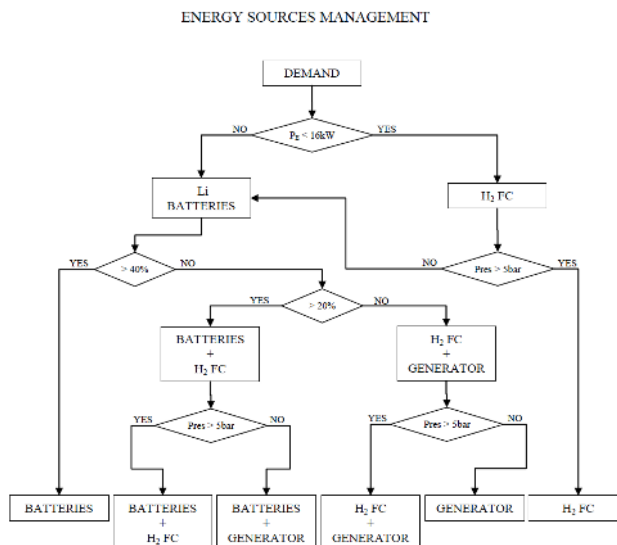 ENERGY SOURCES MANAGEMENT
DEMAND
NO
P_E < 16kW
YES
Li
BATTERIES
H₂ FC
YES
> 40%
NO
NO
Pres > 5bar
YES
YES
> 20%
NO
BATTERIES
+
H₂ FC
H₂ FC
+
GENERATOR
YES
Pres > 5bar
NO
YES
Pres > 5bar
NO
BATTERIES
BATTERIES
+
H₂ FC
BATTERIES
+
GENERATOR
H₂ FC
+
GENERATOR
GENERATOR
H₂ FC